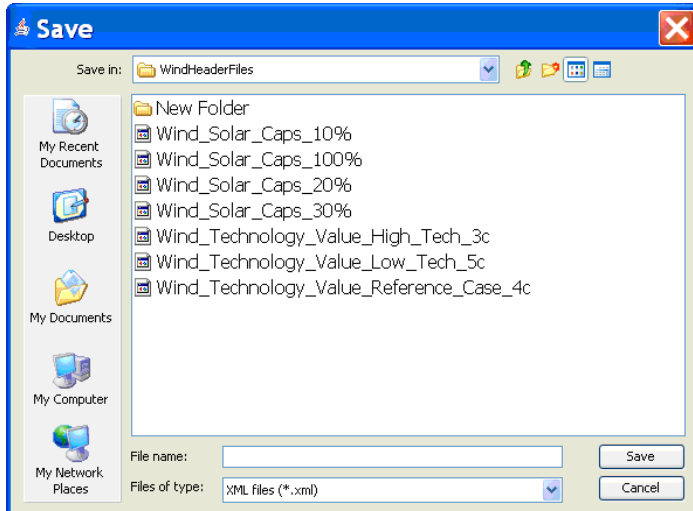 Save
Save in: WindHeaderFiles
My Recent
Documents
Desktop
My Documents
My Computer
My Network
Places
New Folder
Wind_Solar_Caps_10%
Wind_Solar_Caps_100%
Wind_Solar_Caps_20%
Wind_Solar_Caps_30%
Wind_Technology_Value_High_Tech_3c
Wind_Technology_Value_Low_Tech_5c
Wind_Technology_Value_Reference_Case_4c
File name: Save
Files of type: XML files (*.xml) Cancel